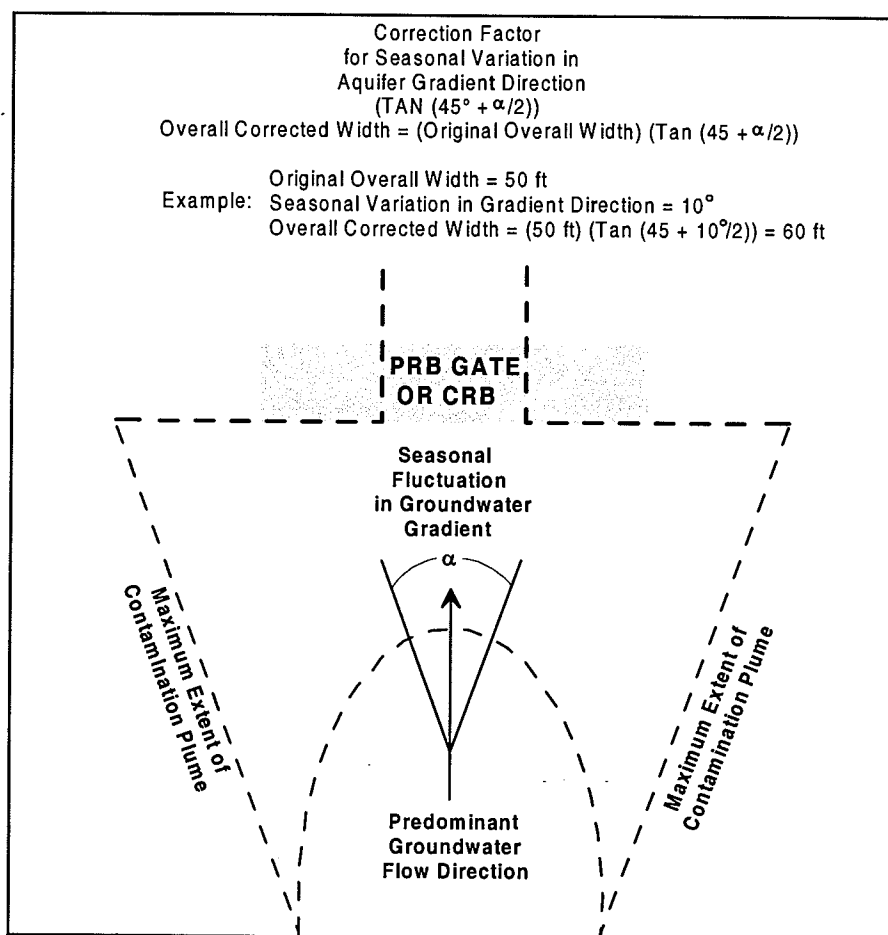 Correction Factor
for Seasonal Variation in
Aquifer Gradient Direction
(TAN (45° + α/2))
Overall Corrected Width = (Original Overall Width) (Tan (45 + α/2))
Original Overall Width = 50 ft
Example: Seasonal Variation in Gradient Direction = 10°
Overall Corrected Width = (50 ft) (Tan (45 + 10°/2)) = 60 ft
PRB GATE
OR CRB
Seasonal
Fluctuation
in Groundwater
Gradient
α
Maximum Extent of
Contamination Plume
Maximum Extent of
Contamination Plume
Predominant
Groundwater
Flow Direction